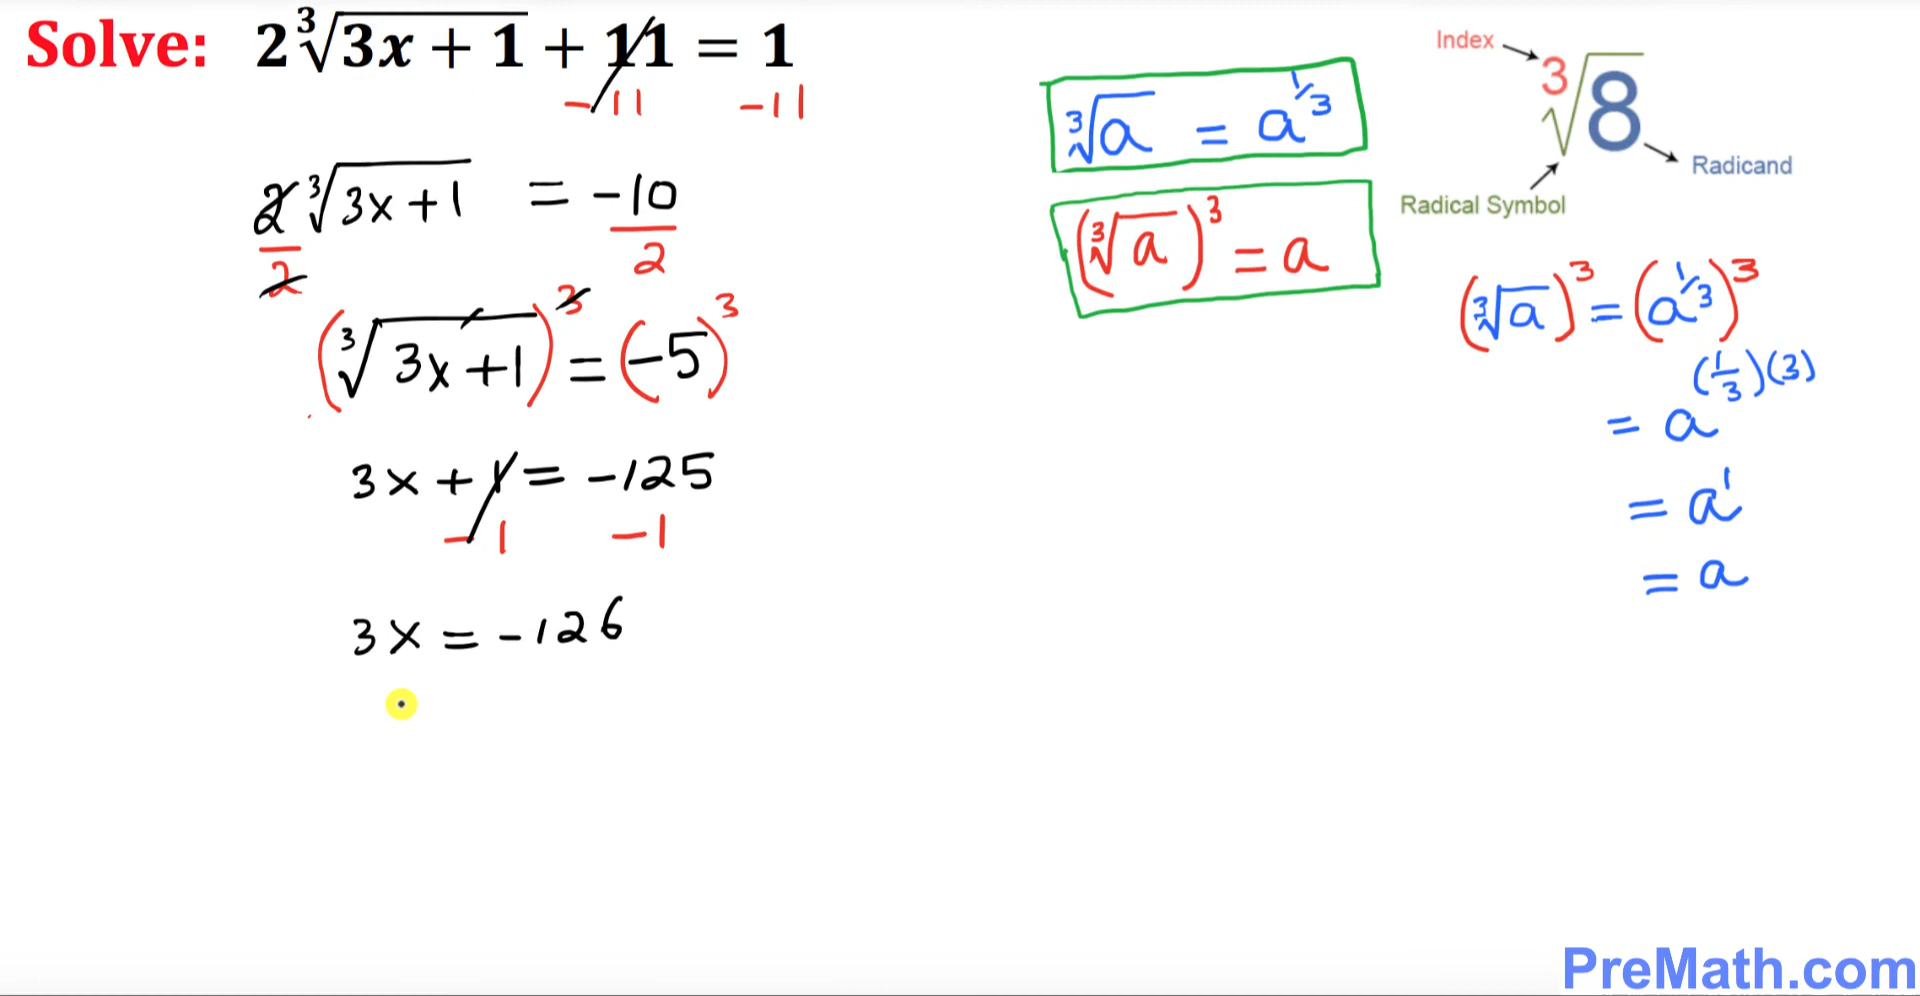 Solve: 2∛3x + 1 + 11 = 1
-11 -11
2∛3x+1 = -10
2 2
(∛3x+1)³ = (-5)³
3x + 1 = -125
-1 -1
3x = -126
∛a = a^1/3
(∛a)³ = a
Index
3√8
Radicand
Radical Symbol
(∛a)³ = (a^1/3)³
= a^(1/3)(3)
= a^1
= a
PreMath.com